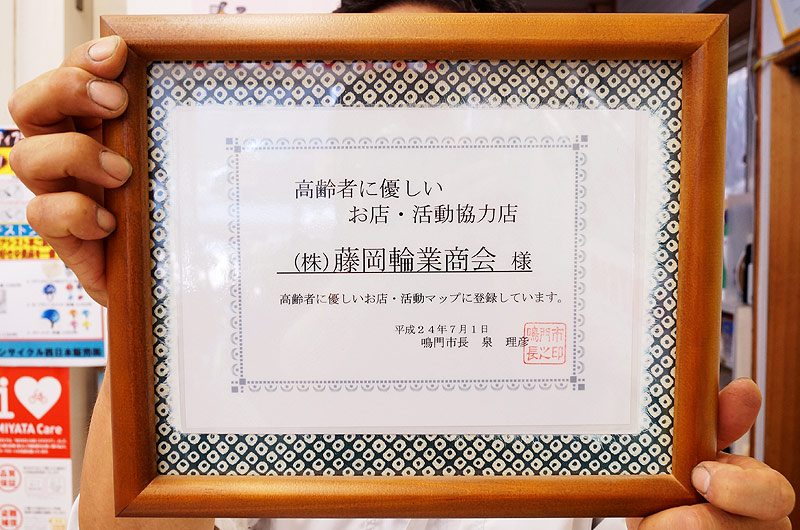 高齢者に優しい
お店・活動協力店
(株)藤岡輪業商会 様
高齢者に優しいお店・活動マップに登録しています。
平成24年7月1日
鳴門市長 泉 理彦
鳴門市長之印
i
MIYATA Care